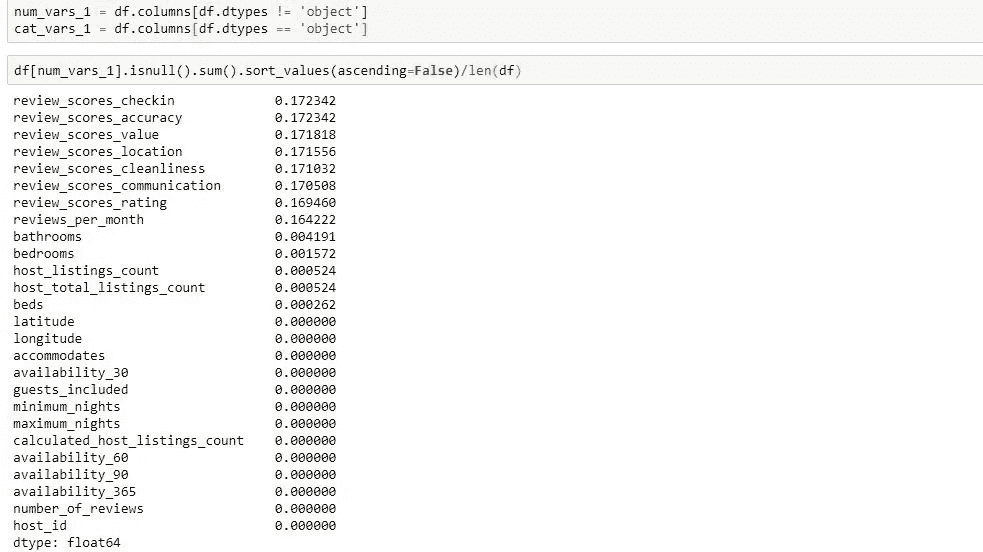 num_vars_1 = df.columns[df.dtypes != 'object']
cat_vars_1 = df.columns[df.dtypes == 'object']
df[num_vars_1].isnull().sum().sort_values(ascending=False)/len(df)
review_scores_checkin 0.172342
review_scores_accuracy 0.172342
review_scores_value 0.171818
review_scores_location 0.171556
review_scores_cleanliness 0.171032
review_scores_communication 0.170508
review_scores_rating 0.169460
reviews_per_month 0.164222
bathrooms 0.004191
bedrooms 0.001572
host_listings_count 0.000524
host_total_listings_count 0.000524
beds 0.000262
latitude 0.000000
longitude 0.000000
accommodates 0.000000
availability_30 0.000000
guests_included 0.000000
minimum_nights 0.000000
maximum_nights 0.000000
calculated_host_listings_count 0.000000
availability_60 0.000000
availability_90 0.000000
availability_365 0.000000
number_of_reviews 0.000000
host_id 0.000000
dtype: float64